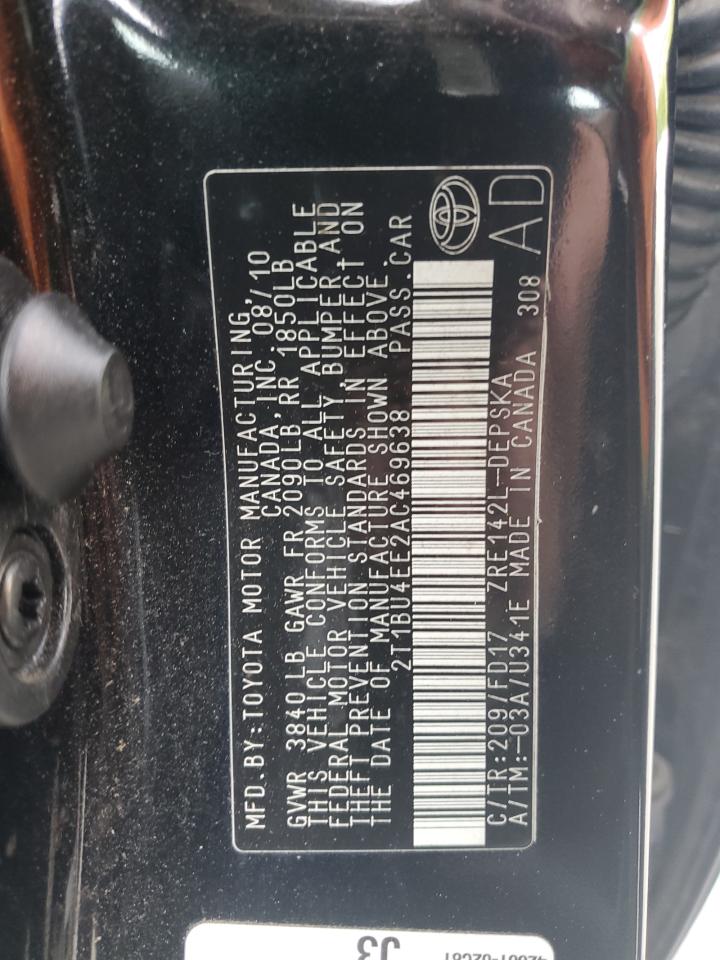 MFD.BY:TOYOTA MOTOR MANUFACTURING,
CANADA,INC. 08/10
GVWR 3840LB GAWR FR 2090LB RR 1850LB
THIS VEHICLE CONFORMS TO ALL APPLICABLE
FEDERAL MOTOR VEHICLE SAFETY,BUMPER,AND
THEFT PREVENTION STANDARDS IN EFFECT ON
THE DATE OF MANUFACTURE SHOWN ABOVE.
2T1BU4EE2AC469638 PASS.CAR
C/TR:209/FD17 ZRE142L-DEPSKA
A/TM:-03A/U341E MADE IN CANADA 308
AD
J3